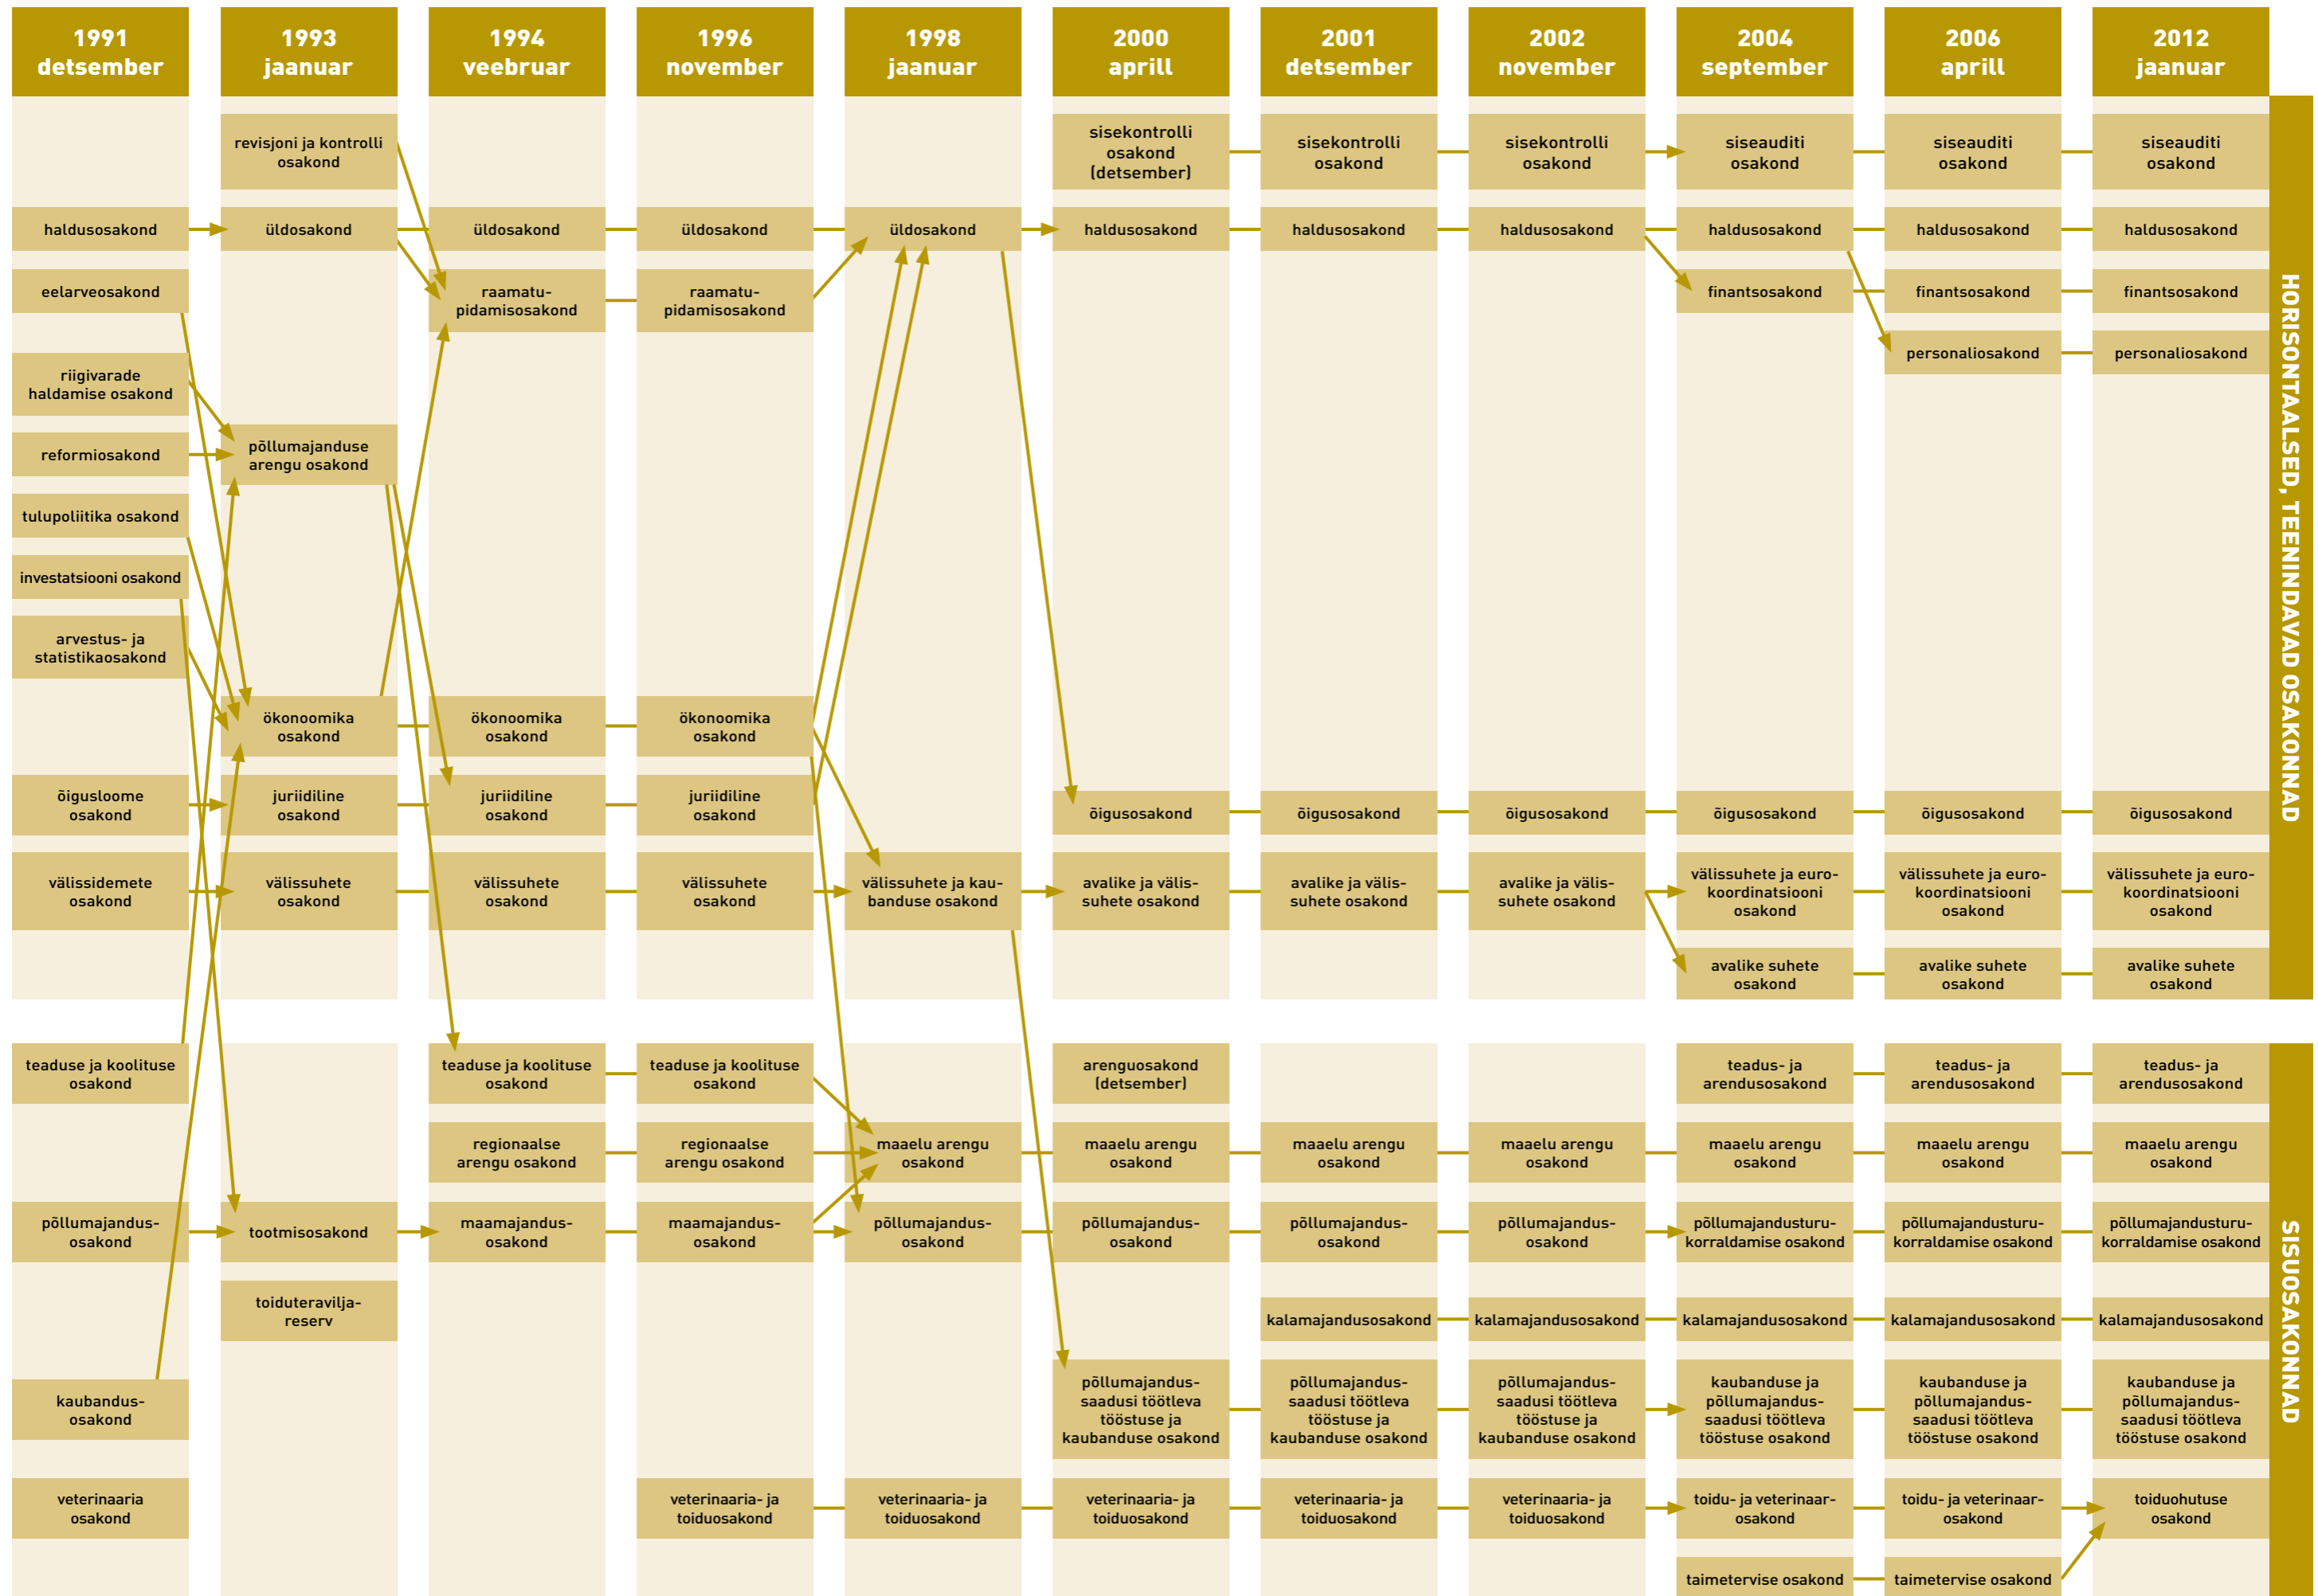 1991
detsember
1993
jaanuar
1994
veebruar
1996
november
1998
jaanuar
2000
aprill
2001
detsember
2002
november
2004
september
2006
aprill
2012
jaanuar
HORISONTAALSED, TEENINDAVAD OSAKONNAD
SISUOSAKONNAD
haldusosakond
eelarveosakond
riigivarade
haldamise osakond
reformiosakond
tulupoliitika osakond
investatsiooni osakond
arvestus- ja
statistikaosakond
õigusloome
osakond
välissidemete
osakond
teaduse ja koolituse
osakond
põllumajandus-
osakond
kaubandus-
osakond
veterinaaria
osakond
revisjoni ja kontrolli
osakond
üldosakond
põllumajanduse
arengu osakond
ökonoomika
osakond
juriidiline
osakond
välissuhete
osakond
tootmisosakond
toiduteravilja-
reserv
üldosakond
raamatu-
pidamisosakond
ökonoomika
osakond
juriidiline
osakond
välissuhete
osakond
teaduse ja koolituse
osakond
regionaalse
arengu osakond
maamajandus-
osakond
üldosakond
raamatu-
pidamisosakond
ökonoomika
osakond
juriidiline
osakond
välissuhete
osakond
teaduse ja koolituse
osakond
regionaalse
arengu osakond
maamajandus-
osakond
veterinaaria- ja
toiduosakond
üldosakond
välissuhete ja kau-
banduse osakond
maaelu arengu
osakond
põllumajandus-
osakond
veterinaaria- ja
toiduosakond
sisekontrolli
osakond
(detsember)
haldusosakond
õigusosakond
avalike ja välis-
suhete osakond
arenguosakond
(detsember)
maaelu arengu
osakond
põllumajandus-
osakond
põllumajandus-
saadusi töötleva
tööstuse ja
kaubanduse osakond
veterinaaria- ja
toiduosakond
sisekontrolli
osakond
haldusosakond
õigusosakond
avalike ja välis-
suhete osakond
maaelu arengu
osakond
põllumajandus-
osakond
kalamajandusosakond
põllumajandus-
saadusi töötleva
tööstuse ja
kaubanduse osakond
veterinaaria- ja
toiduosakond
sisekontrolli
osakond
haldusosakond
õigusosakond
avalike ja välis-
suhete osakond
maaelu arengu
osakond
põllumajandus-
osakond
kalamajandusosakond
põllumajandus-
saadusi töötleva
tööstuse ja
kaubanduse osakond
veterinaaria- ja
toiduosakond
siseauditi
osakond
haldusosakond
finantsosakond
õigusosakond
välissuhete ja euro-
koordinatsiooni
osakond
avalike suhete
osakond
teadus- ja
arendusosakond
maaelu arengu
osakond
põllumajandusturu-
korraldamise osakond
kalamajandusosakond
kaubanduse ja
põllumajandus-
saadusi töötleva
tööstuse osakond
toidu- ja veterinaar-
osakond
taimetervise osakond
siseauditi
osakond
haldusosakond
finantsosakond
personaliosakond
õigusosakond
välissuhete ja euro-
koordinatsiooni
osakond
avalike suhete
osakond
teadus- ja
arendusosakond
maaelu arengu
osakond
põllumajandusturu-
korraldamise osakond
kalamajandusosakond
kaubanduse ja
põllumajandus-
saadusi töötleva
tööstuse osakond
toidu- ja veterinaar-
osakond
taimetervise osakond
siseauditi
osakond
haldusosakond
finantsosakond
personaliosakond
õigusosakond
välissuhete ja euro-
koordinatsiooni
osakond
avalike suhete
osakond
teadus- ja
arendusosakond
maaelu arengu
osakond
põllumajandusturu-
korraldamise osakond
kalamajandusosakond
kaubanduse ja
põllumajandus-
saadusi töötleva
tööstuse osakond
toiduohutuse
osakond